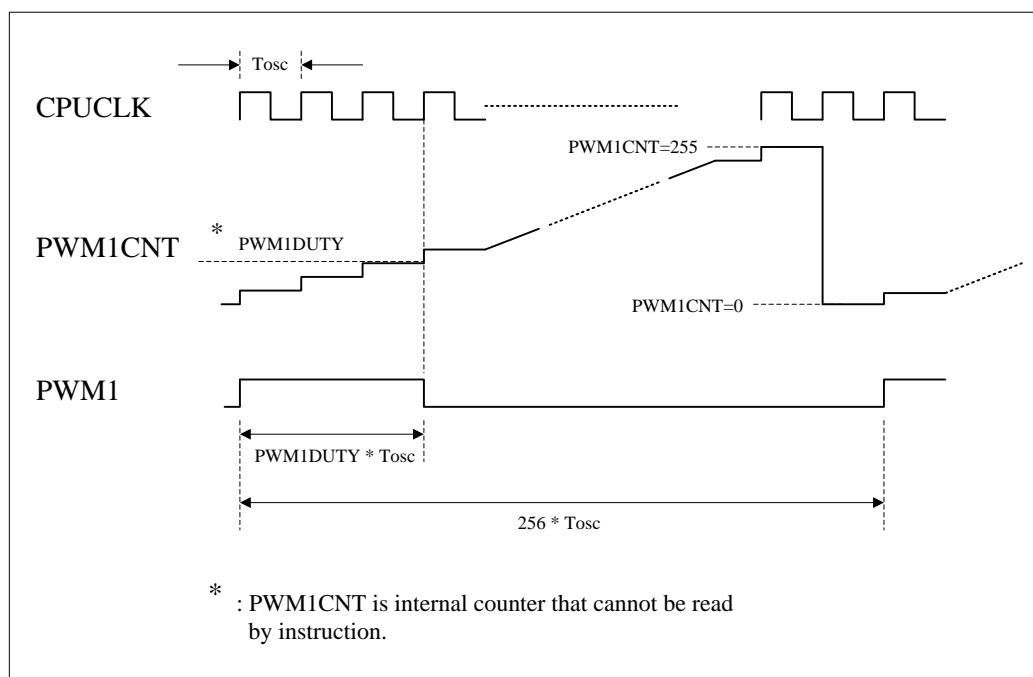 Tosc
CPUCLK
PWM1CNT=255
*
PWM1CNT
PWM1DUTY
PWM1CNT=0
PWM1
PWM1DUTY * Tosc
256 * Tosc
* : PWM1CNT is internal counter that cannot be read
by instruction.